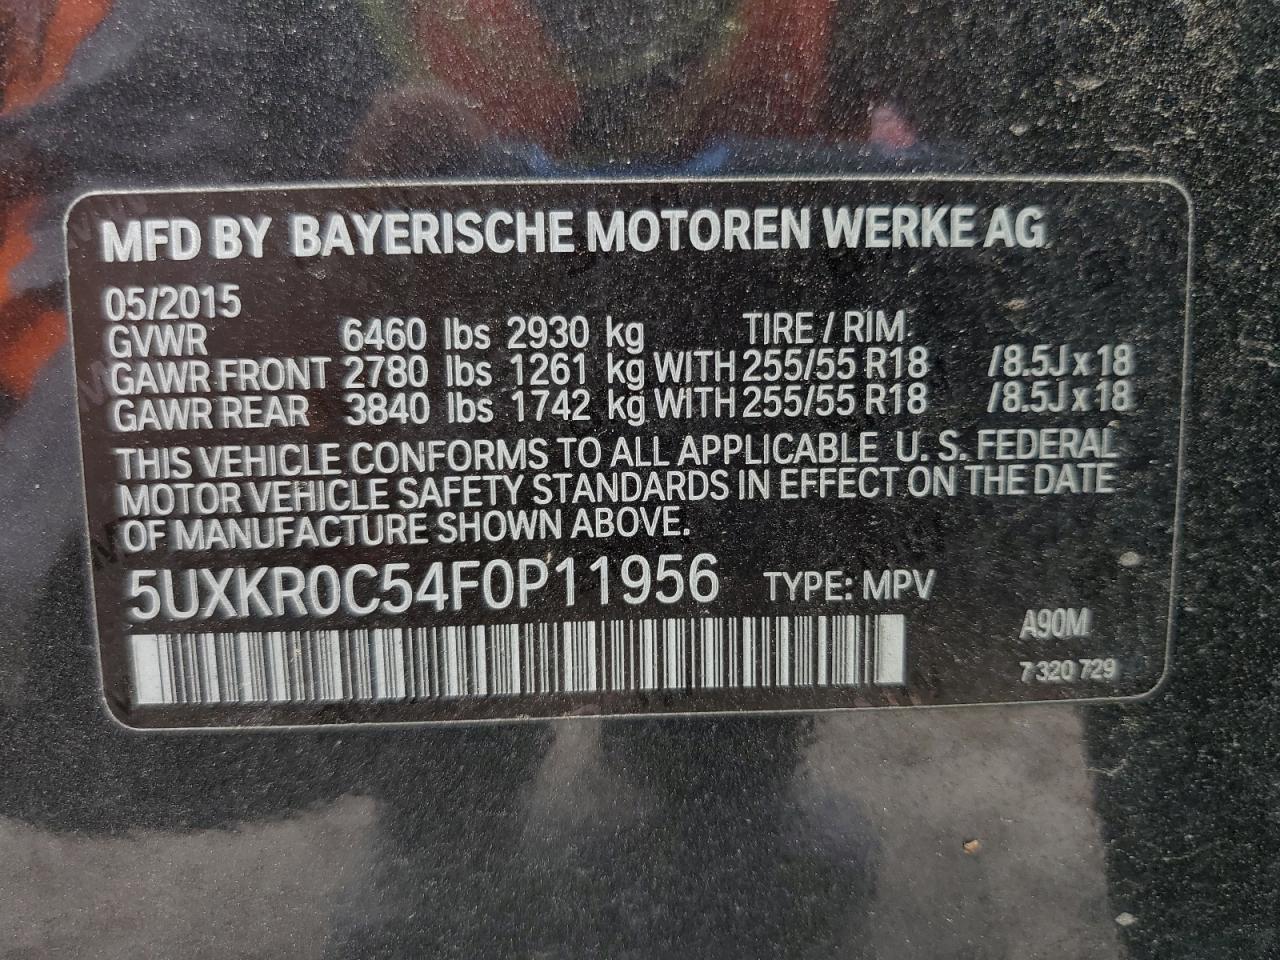 MFD BY BAYERISCHE MOTOREN WERKE AG
05/2015
GVWR 6460 lbs 2930 kg TIRE / RIM
GAWR FRONT 2780 lbs 1261 kg WITH 255/55 R18 /8.5J x 18
GAWR REAR 3840 lbs 1742 kg WITH 255/55 R18 /8.5J x 18
THIS VEHICLE CONFORMS TO ALL APPLICABLE U. S. FEDERAL
MOTOR VEHICLE SAFETY STANDARDS IN EFFECT ON THE DATE
OF MANUFACTURE SHOWN ABOVE.
5UXKR0C54F0P11956 TYPE: MPV
A90M
7 320 729